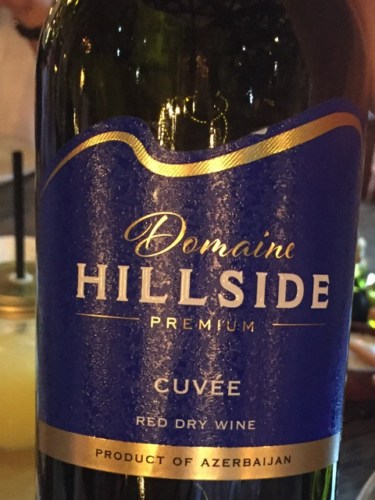 Domaine
HILLSIDE
PREMIUM
CUVÉE
RED DRY WINE
PRODUCT OF AZERBAIJAN